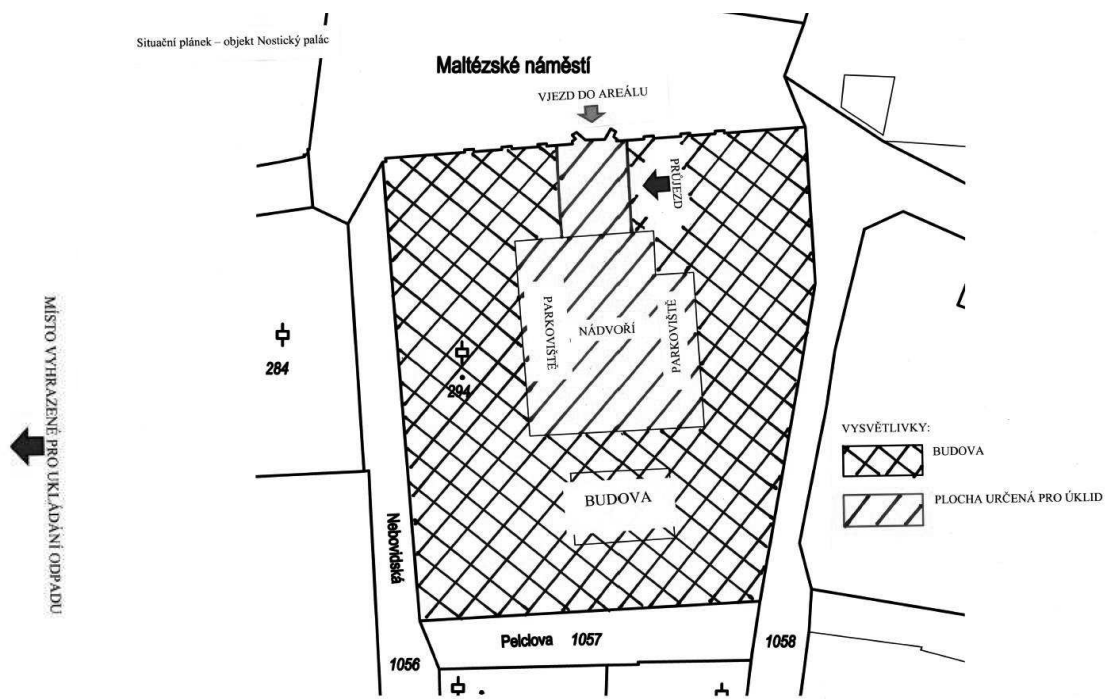 Situační plánek – objekt Nostický palác
Maltézské náměstí
VJEZD DO AREÁLU
PRŮJEZD
PARKOVIŠTĚ
NÁDVOŘÍ
PARKOVIŠTĚ
284
294
MÍSTO VYHRAZENÉ PRO UKLÁDÁNÍ ODPADU
VYSVĚTLIVKY:
BUDOVA
PLOCHA URČENÁ PRO ÚKLID
BUDOVA
Nebovidská
Pelclova 1057
1058
1056